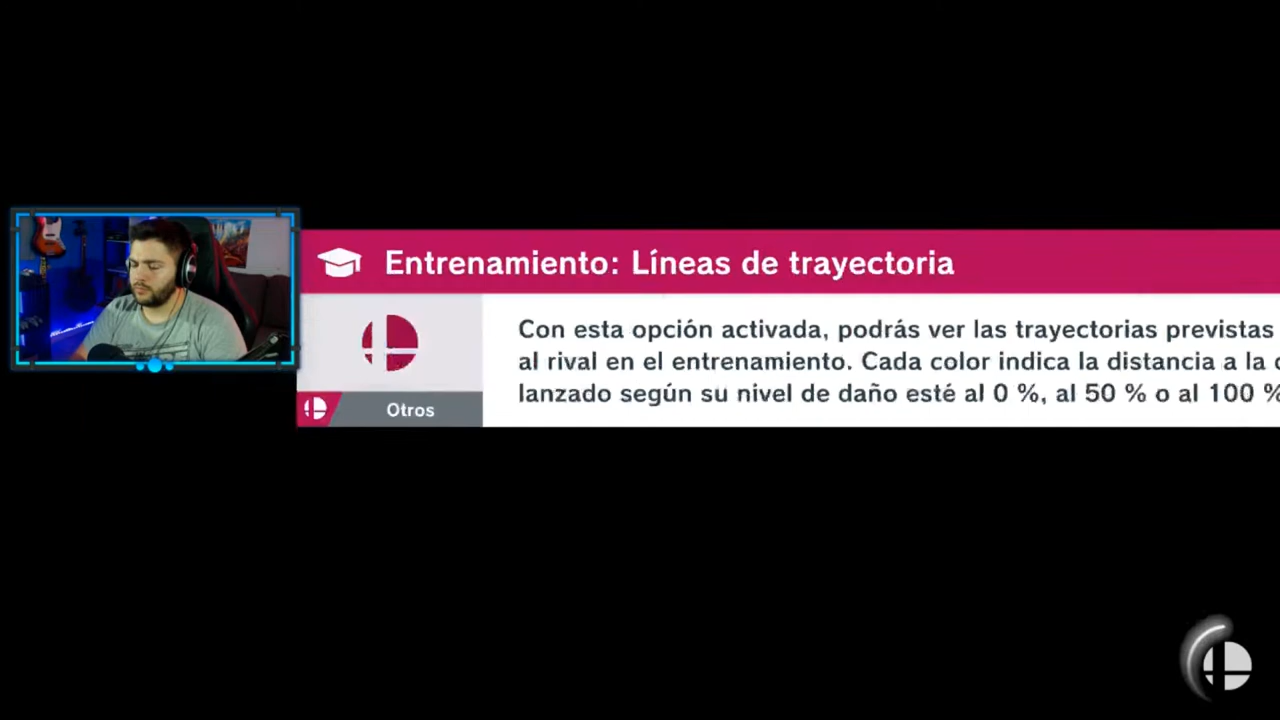 Entrenamiento: Líneas de trayectoria
Con esta opción activada, podrás ver las trayectorias previstas
al rival en el entrenamiento. Cada color indica la distancia a la
lanzado según su nivel de daño esté al 0 %, al 50 % o al 100 %
Otros